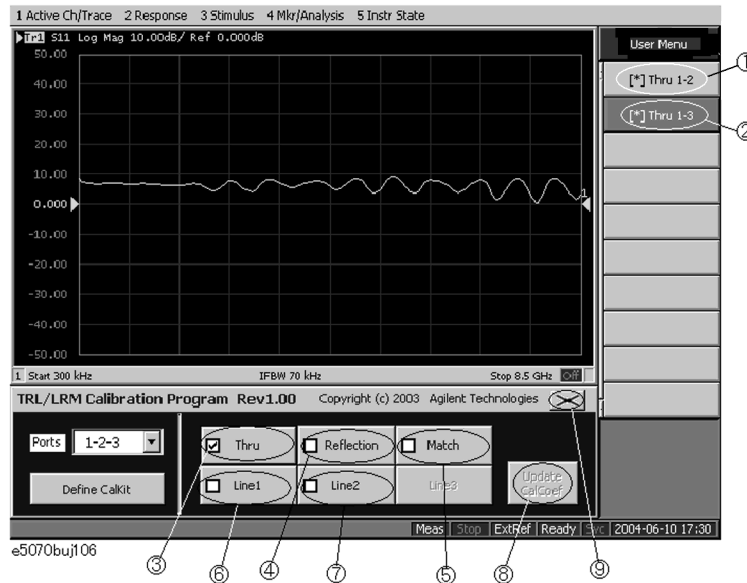 1 Active Ch/Trace 2 Response 3 Stimulus 4 Mkr/Analysis 5 Instr State
Tr1 S11 Log Mag 10.00dB/ Ref 0.000dB
50.00
40.00
30.00
20.00
10.00
0.000
-10.00
-20.00
-30.00
-40.00
-50.00
1
1 Start 300 kHz IFBW 70 kHz Stop 8.5 GHz Off
User Menu
[*] Thru 1-2
①
[*] Thru 1-3
②
TRL/LRM Calibration Program Rev1.00 Copyright (c) 2003 Agilent Technologies
Ports 1-2-3
Define CalKit
Thru Reflection Match
Line1 Line2 Line3
Update
CalCoef
Meas Stop ExtRef Ready Svc 2004-06-10 17:30
e5070buj106
③ ⑥ ④ ⑦ ⑤ ⑧ ⑨